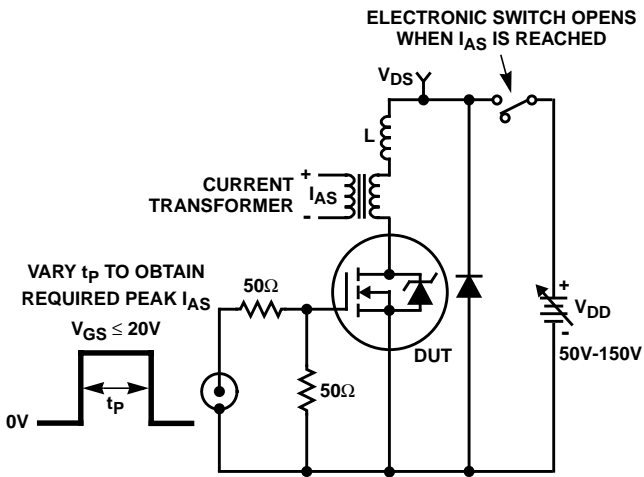 ELECTRONIC SWITCH OPENS
WHEN IAS IS REACHED
VDS
L
+
CURRENT
TRANSFORMER
IAS
-
VARY tP TO OBTAIN
REQUIRED PEAK IAS
50Ω
VGS ≤ 20V
+
VDD
-
DUT
50V-150V
50Ω
tP
0V